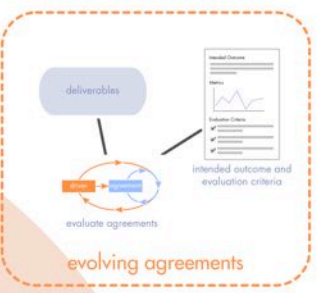 deliverables
Intended Outcome
Metrics
Evaluation Criteria
intended outcome and
evaluation criteria
driver
agreement
evaluate agreements
evolving agreements